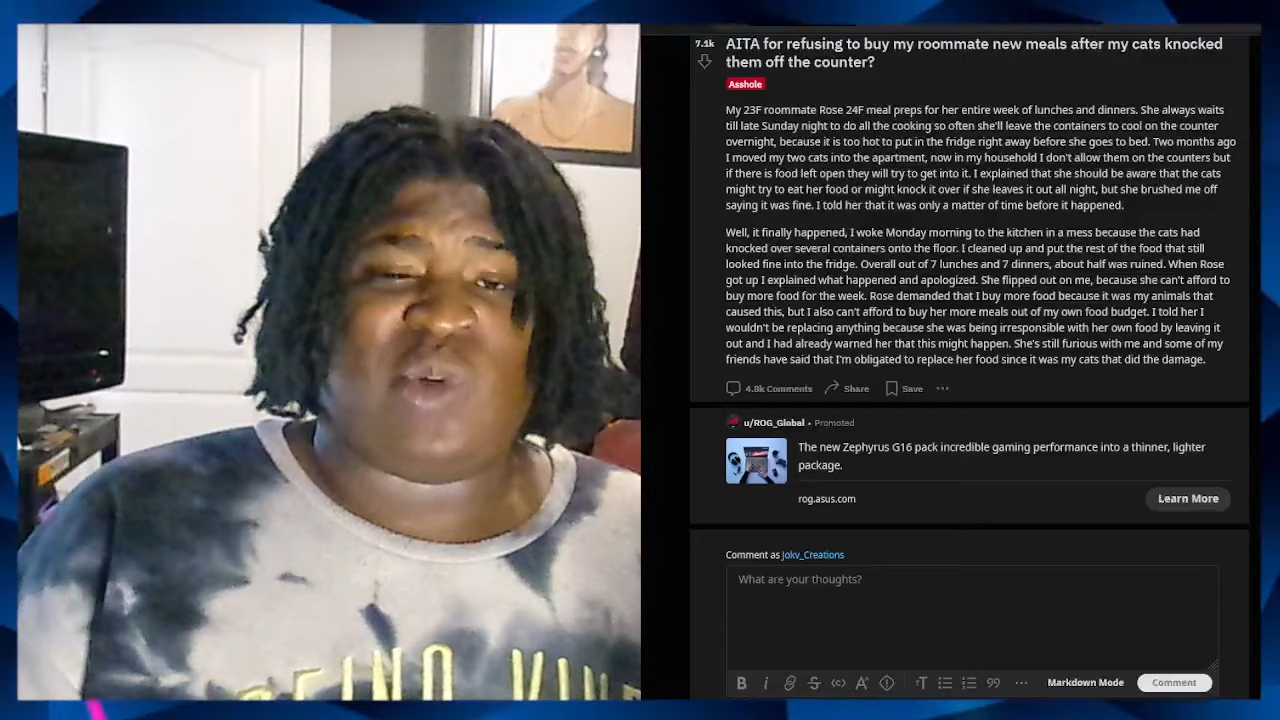 7.1k
AITA for refusing to buy my roommate new meals after my cats knocked
them off the counter?
Asshole
My 23F roommate Rose 24F meal preps for her entire week of lunches and dinners. She always waits
till late Sunday night to do all the cooking so often she'll leave the containers to cool on the counter
overnight, because it is too hot to put in the fridge right away before she goes to bed. Two months ago
I moved my two cats into the apartment, now in my household I don't allow them on the counters but
if there is food left open they will try to get into it. I explained that she should be aware that the cats
might try to eat her food or might knock it over if she leaves it out all night, but she brushed me off
saying it was fine. I told her that it was only a matter of time before it happened.
Well, it finally happened, I woke Monday morning to the kitchen in a mess because the cats had
knocked over several containers onto the floor. I cleaned up and put the rest of the food that still
looked fine into the fridge. Overall out of 7 lunches and 7 dinners, about half was ruined. When Rose
got up I explained what happened and apologized. She flipped out on me, because she can't afford to
buy more food for the week. Rose demanded that I buy more food because it was my animals that
caused this, but I also can't afford to buy her more meals out of my own food budget. I told her I
wouldn't be replacing anything because she was being irresponsible with her own food by leaving it
out and I had already warned her that this might happen. She's still furious with me and some of my
friends have said that I'm obligated to replace her food since it was my cats that did the damage.
4.8k Comments Share Save
u/ROG_Global • Promoted
The new Zephyrus G16 pack incredible gaming performance into a thinner, lighter
package.
rog.asus.com
Learn More
Comment as Jokv_Creations
What are your thoughts?
Markdown Mode
Comment